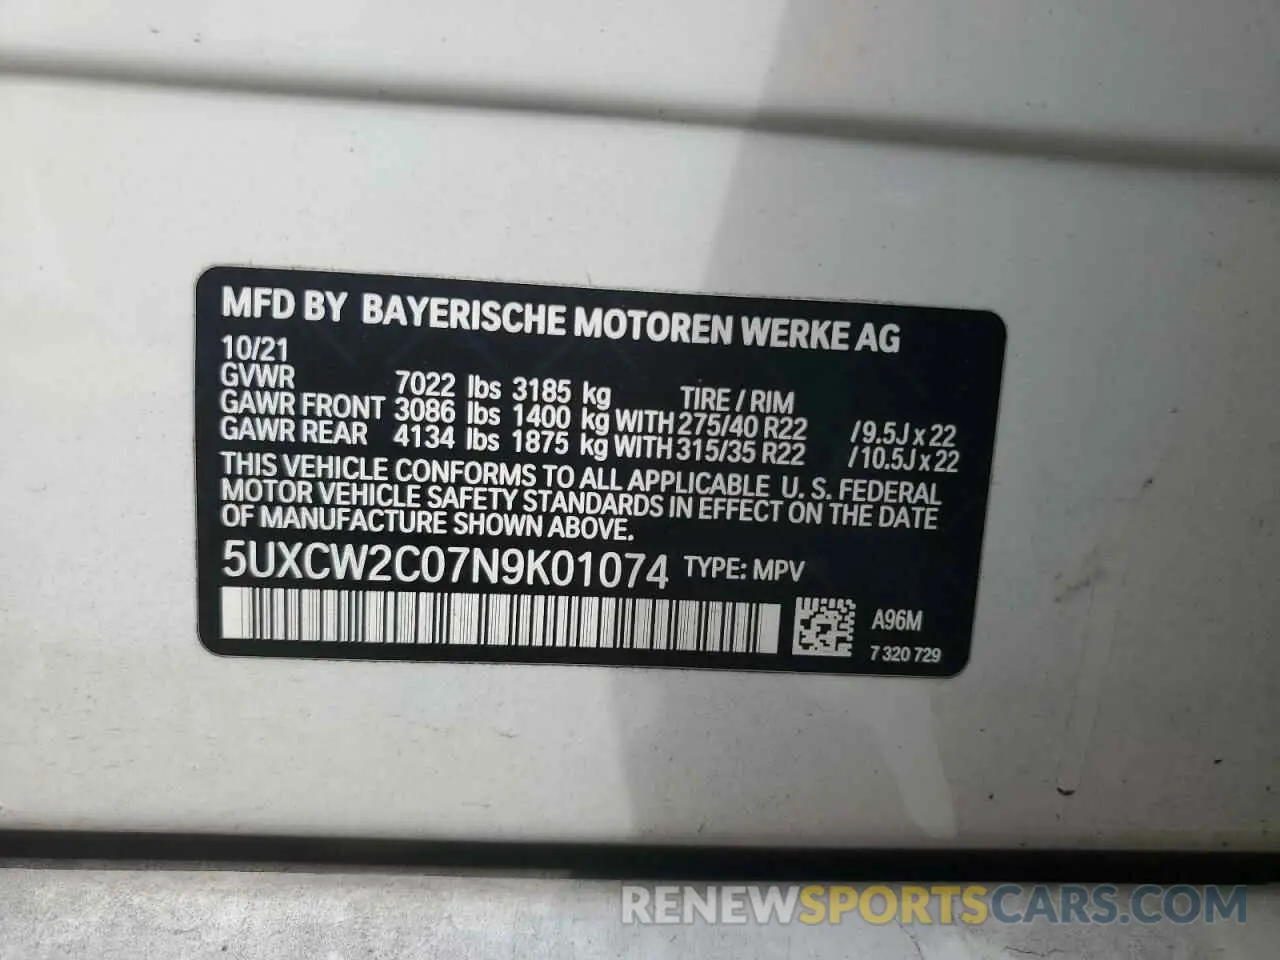 MFD BY BAYERISCHE MOTOREN WERKE AG
10/21
GVWR 7022 lbs 3185 kg TIRE / RIM
GAWR FRONT 3086 lbs 1400 kg WITH 275/40 R22 /9.5J x 22
GAWR REAR 4134 lbs 1875 kg WITH 315/35 R22 /10.5J x 22
THIS VEHICLE CONFORMS TO ALL APPLICABLE U. S. FEDERAL
MOTOR VEHICLE SAFETY STANDARDS IN EFFECT ON THE DATE
OF MANUFACTURE SHOWN ABOVE.
5UXCW2C07N9K01074 TYPE: MPV
A96M
7 320 729
RENEWSPORTSCARS.COM